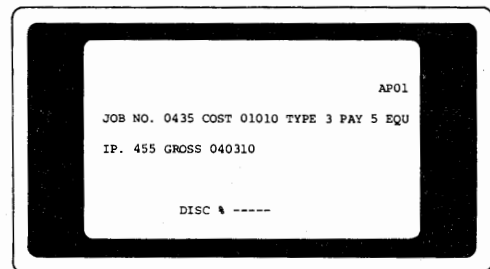 AP01
JOB NO. 0435 COST 01010 TYPE 3 PAY 5 EQU
IP. 455 GROSS 040310
DISC % -----